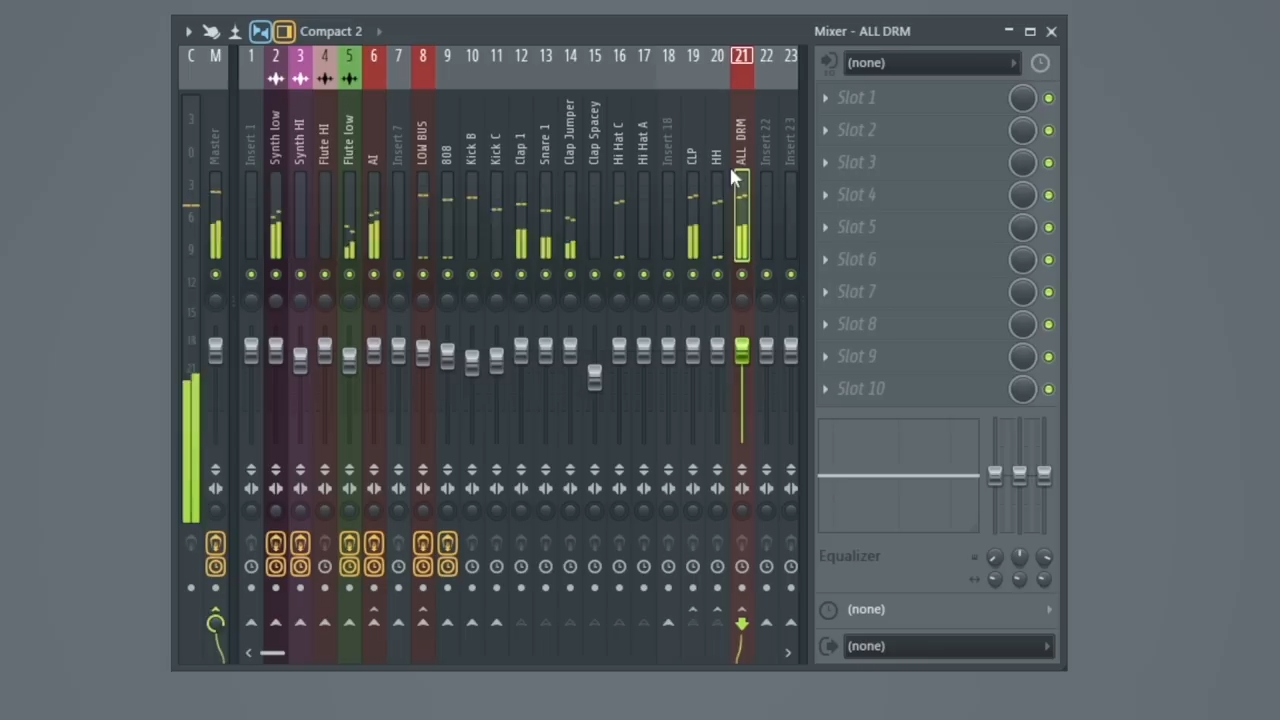 Compact 2
Mixer - ALL DRM
C M 1 2 3 4 5 6 7 8 9 10 11 12 13 14 15 16 17 18 19 20 21 22 23
(none)
3
0
3
6
9
12
15
18
21
Master
Insert 1
Synth low
Synth HI
Flute HI
Flute low
AI
Insert 7
LOW BUS
808
Kick B
Kick C
Clap 1
Snare 1
Clap Jumper
Clap Spacey
Hi Hat C
Hi Hat A
Insert 18
CLP
HH
ALL DRM
Insert 22
Insert 23
Slot 1
Slot 2
Slot 3
Slot 4
Slot 5
Slot 6
Slot 7
Slot 8
Slot 9
Slot 10
Equalizer
(none)
(none)